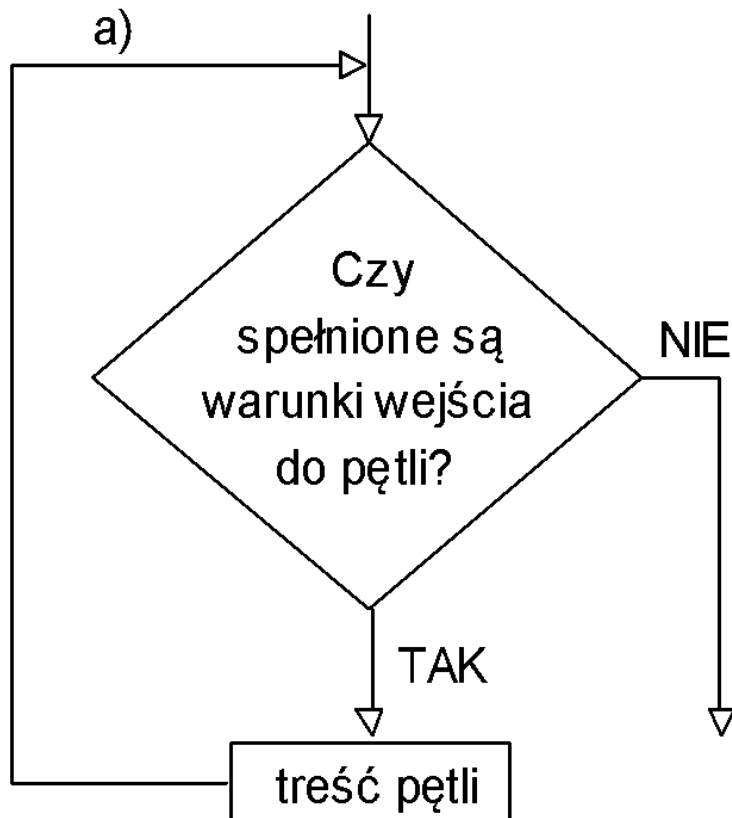 a)
Czy
spełnione są
warunki wejścia
do pętli?
NIE
TAK
treść pętli